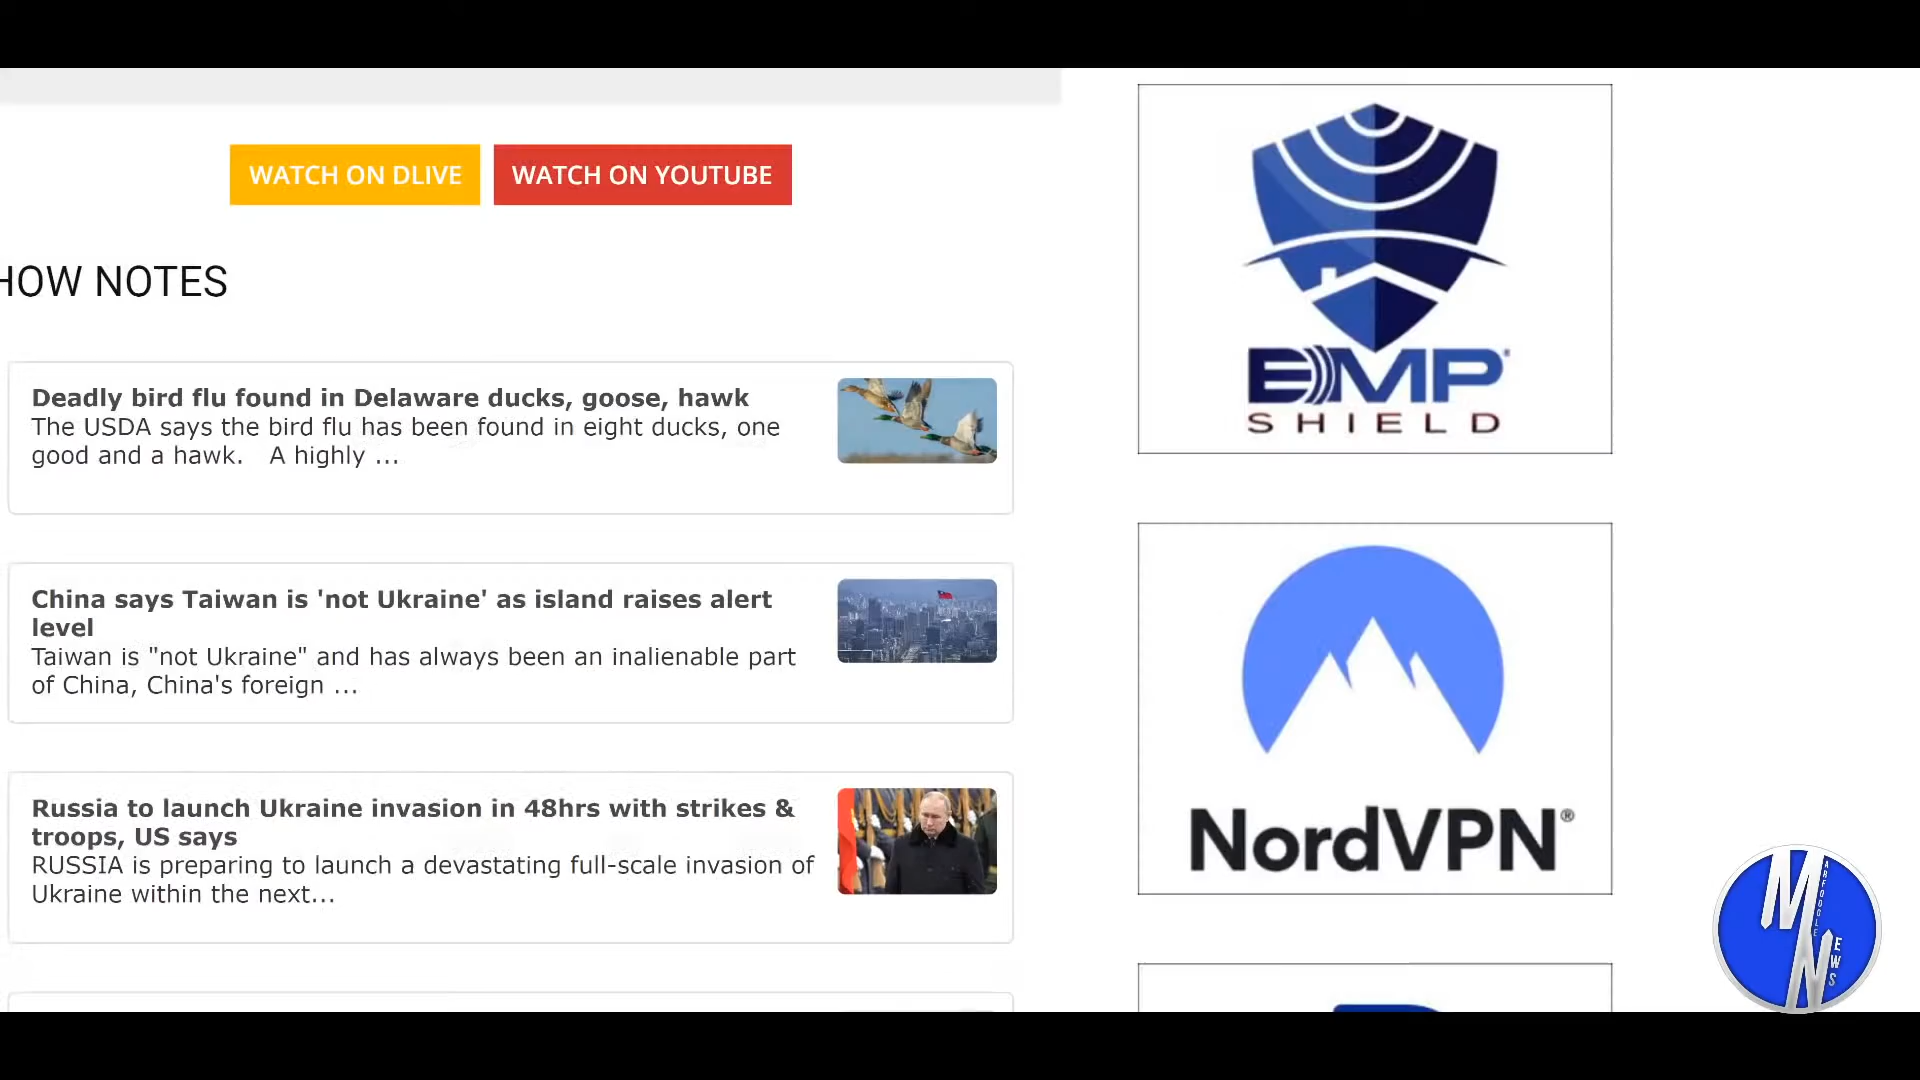 WATCH ON DLIVE
WATCH ON YOUTUBE
HOW NOTES
Deadly bird flu found in Delaware ducks, goose, hawk
The USDA says the bird flu has been found in eight ducks, one
good and a hawk.   A highly ...
China says Taiwan is 'not Ukraine' as island raises alert
level
Taiwan is "not Ukraine" and has always been an inalienable part
of China, China's foreign ...
Russia to launch Ukraine invasion in 48hrs with strikes &
troops, US says
RUSSIA is preparing to launch a devastating full-scale invasion of
Ukraine within the next...
EMP
SHIELD
NordVPN®
MARFOOGLE
NEWS